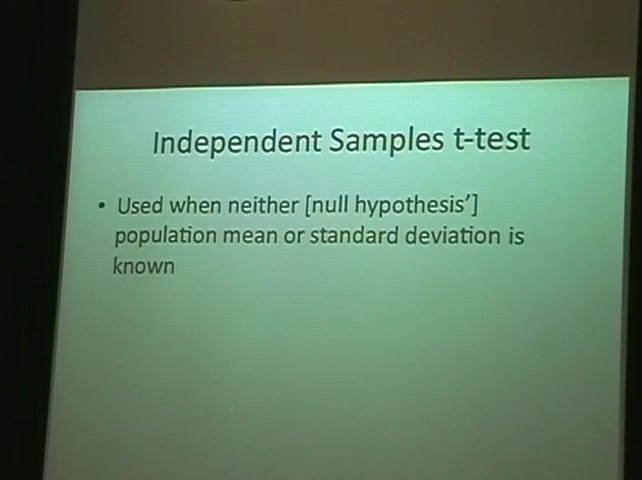 Independent Samples t-test
• Used when neither [null hypothesis’]
population mean or standard deviation is
known